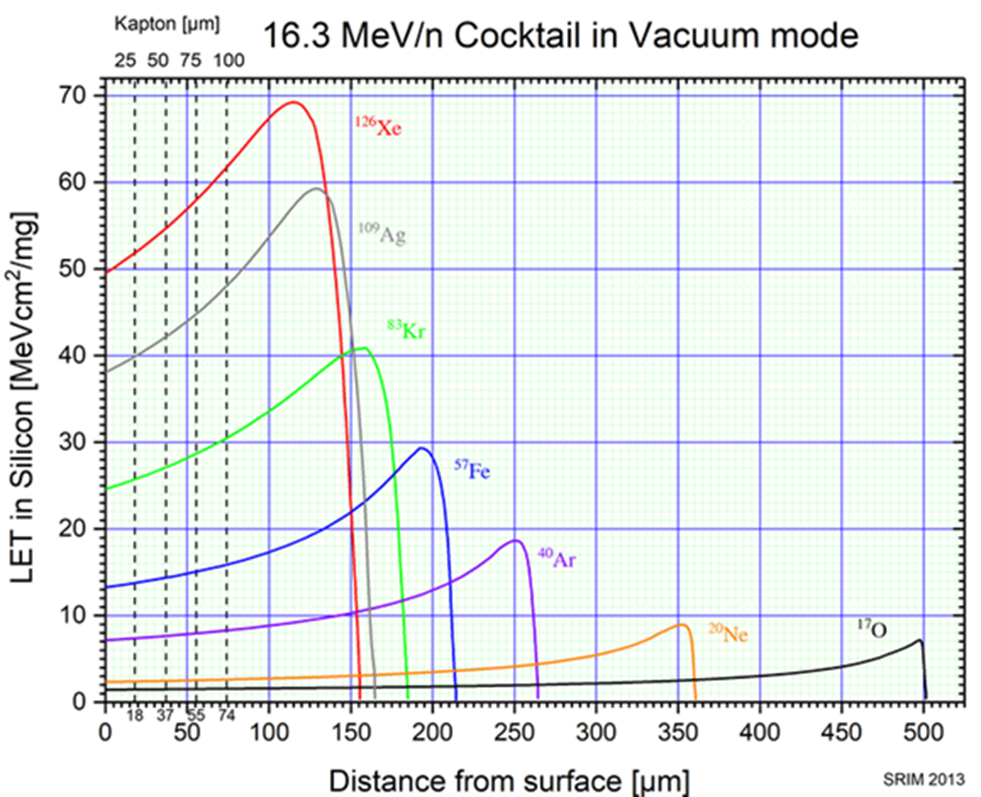 Kapton [µm]
16.3 MeV/n Cocktail in Vacuum mode
25 50 75 100
70
60
50
40
30
20
10
0
LET in Silicon [MeVcm²/mg]
¹²⁶Xe
¹⁰⁹Ag
⁸³Kr
⁵⁷Fe
⁴⁰Ar
²⁰Ne
¹⁷O
18 37 55 74
0 50 100 150 200 250 300 350 400 450 500
Distance from surface [µm]
SRIM 2013